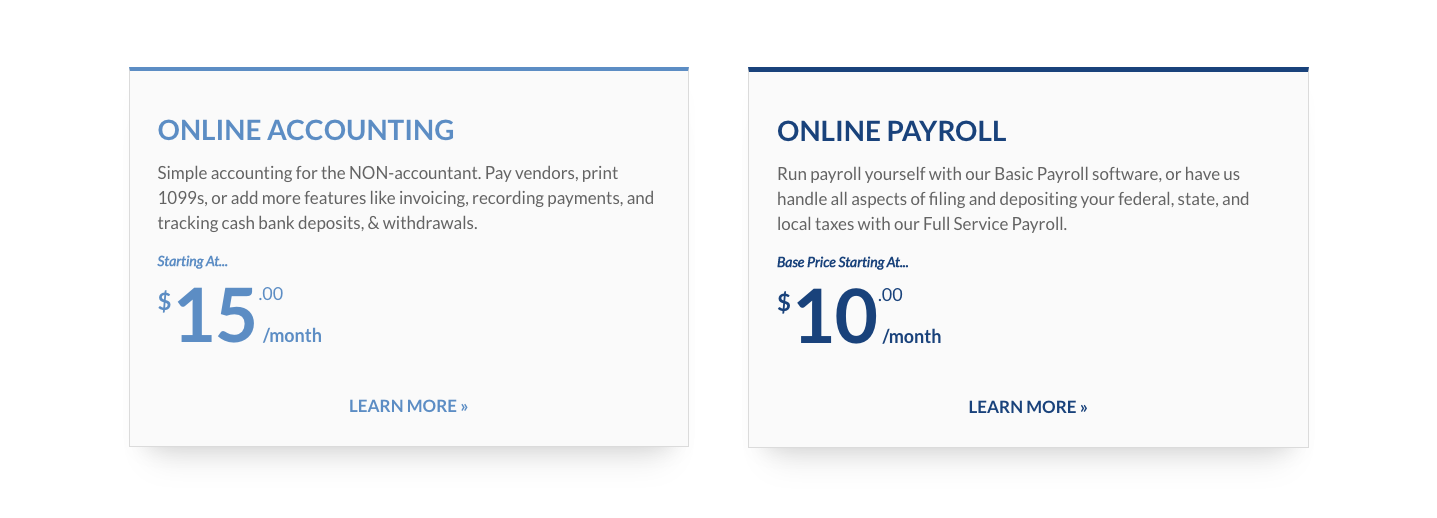 ONLINE ACCOUNTING
Simple accounting for the NON-accountant. Pay vendors, print
1099s, or add more features like invoicing, recording payments, and
tracking cash bank deposits, & withdrawals.
Starting At...
$15.00 /month
LEARN MORE »
ONLINE PAYROLL
Run payroll yourself with our Basic Payroll software, or have us
handle all aspects of filing and depositing your federal, state, and
local taxes with our Full Service Payroll.
Base Price Starting At...
$10.00 /month
LEARN MORE »